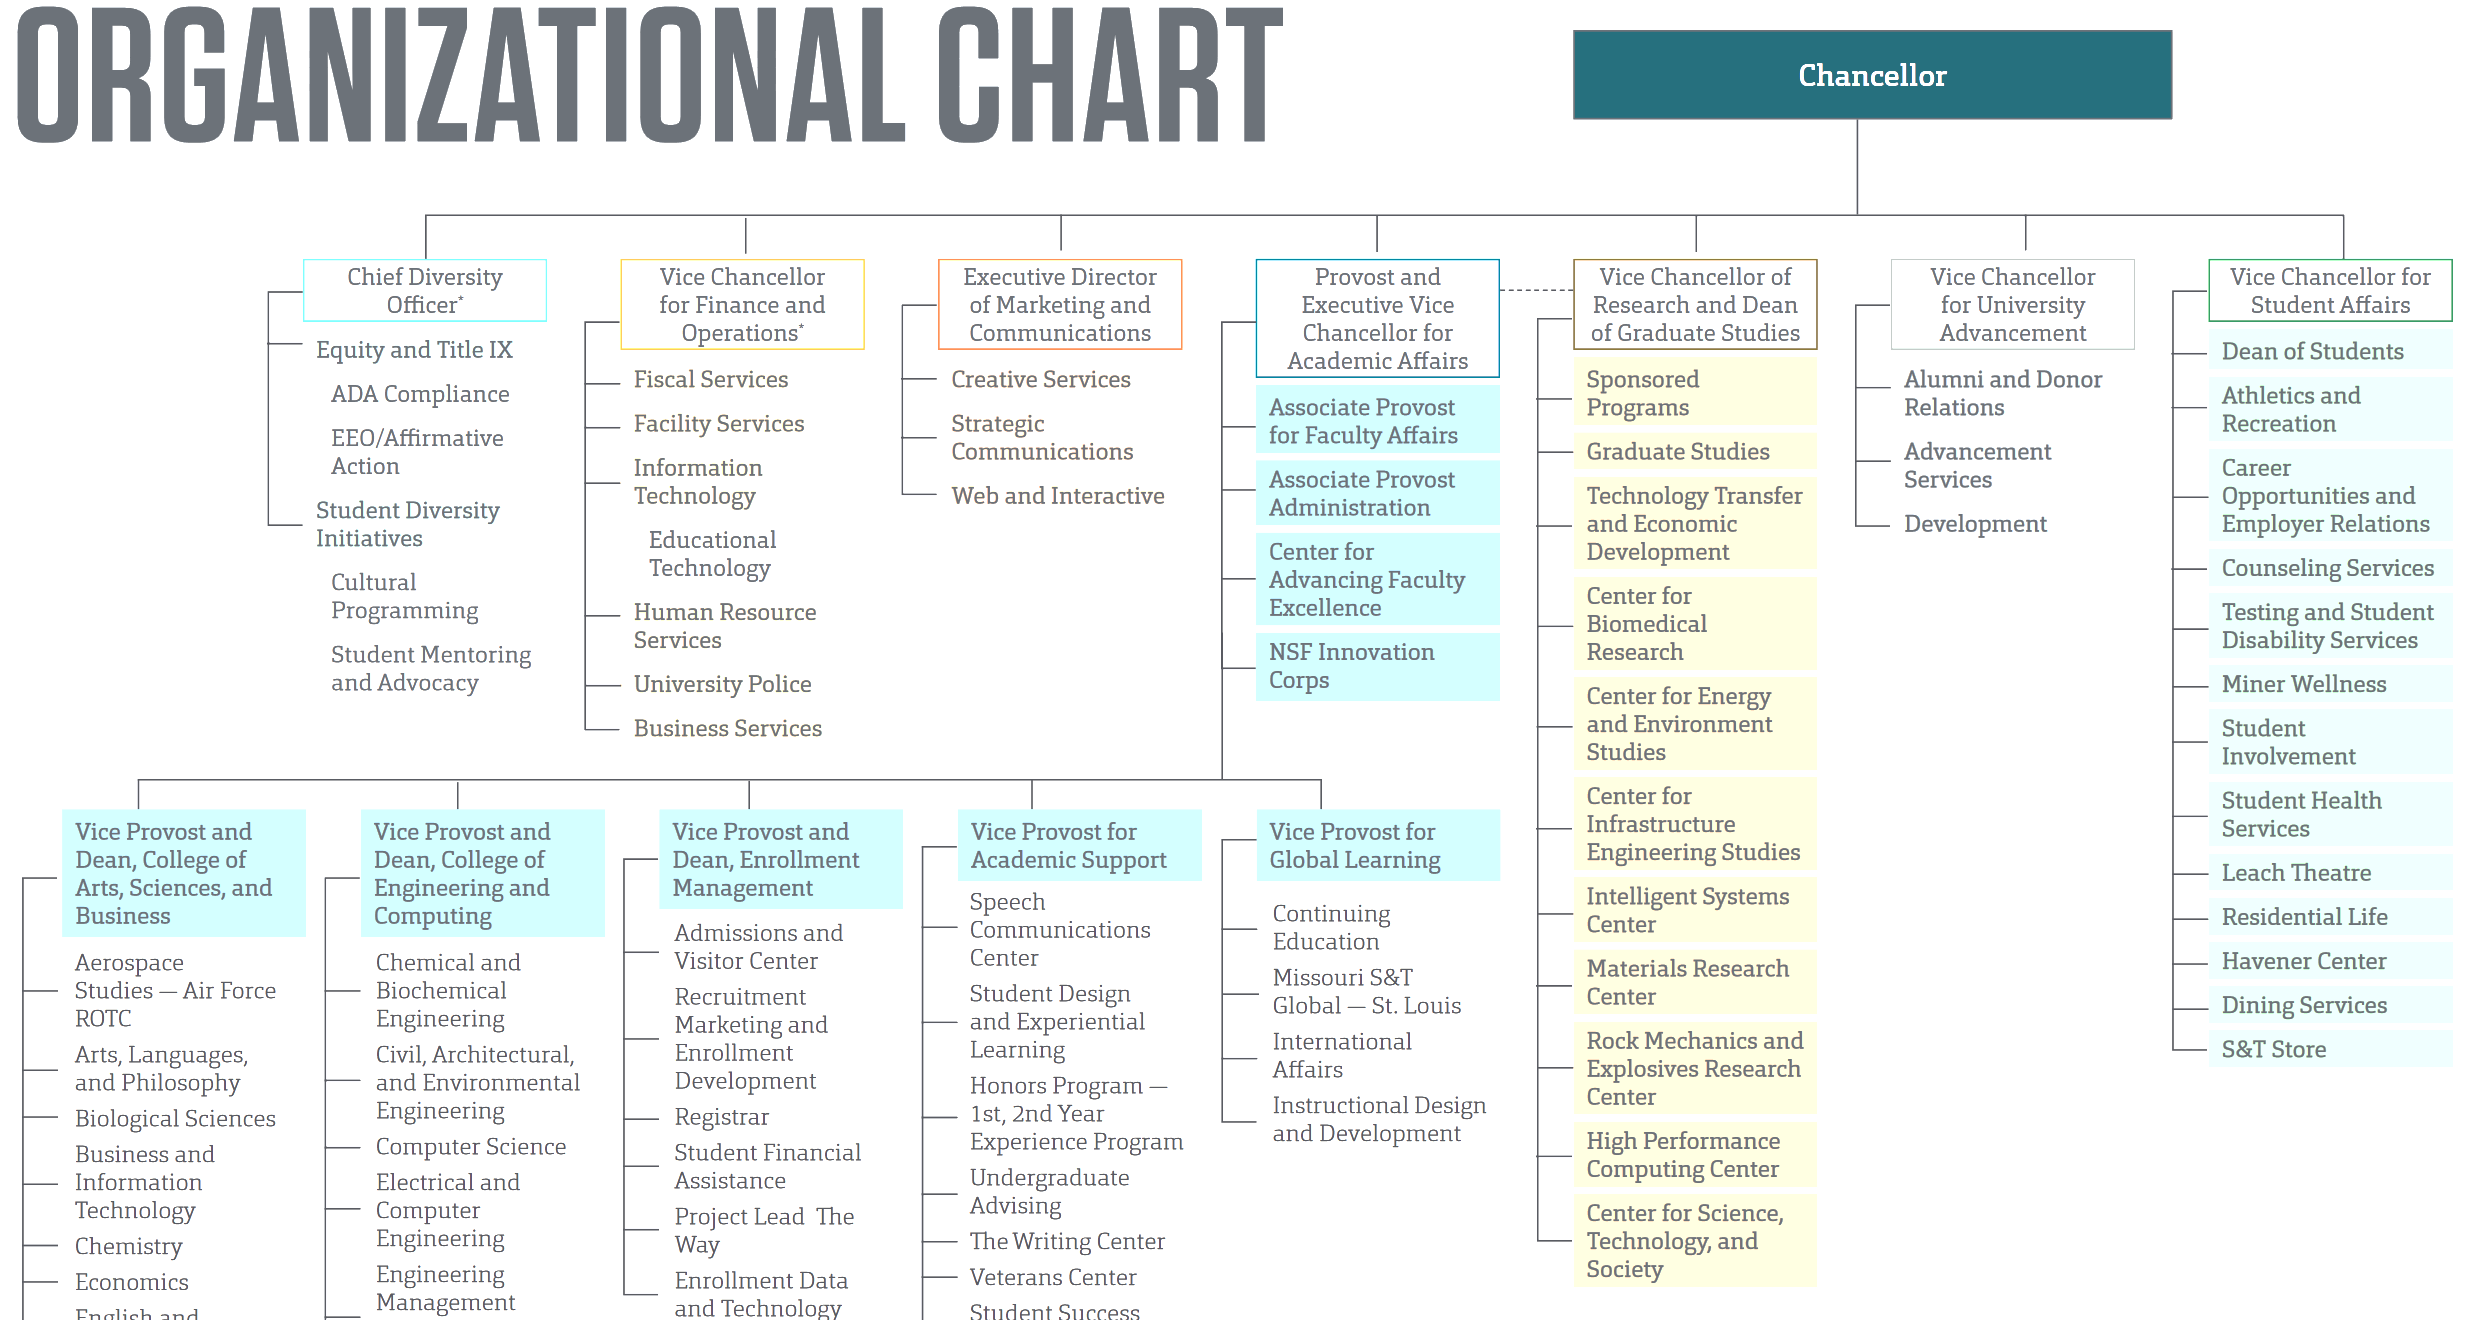 ORGANIZATIONAL CHART
Chancellor
Chief Diversity
Officer*
Equity and Title IX
ADA Compliance
EEO/Affirmative
Action
Student Diversity
Initiatives
Cultural
Programming
Student Mentoring
and Advocacy
Vice Chancellor
for Finance and
Operations*
Fiscal Services
Facility Services
Information
Technology
Educational
Technology
Human Resource
Services
University Police
Business Services
Executive Director
of Marketing and
Communications
Creative Services
Strategic
Communications
Web and Interactive
Provost and
Executive Vice
Chancellor for
Academic Affairs
Associate Provost
for Faculty Affairs
Associate Provost
Administration
Center for
Advancing Faculty
Excellence
NSF Innovation
Corps
Vice Chancellor of
Research and Dean
of Graduate Studies
Sponsored
Programs
Graduate Studies
Technology Transfer
and Economic
Development
Center for
Biomedical
Research
Center for Energy
and Environment
Studies
Center for
Infrastructure
Engineering Studies
Intelligent Systems
Center
Materials Research
Center
Rock Mechanics and
Explosives Research
Center
High Performance
Computing Center
Center for Science,
Technology, and
Society
Vice Chancellor
for University
Advancement
Alumni and Donor
Relations
Advancement
Services
Development
Vice Chancellor for
Student Affairs
Dean of Students
Athletics and
Recreation
Career
Opportunities and
Employer Relations
Counseling Services
Testing and Student
Disability Services
Miner Wellness
Student
Involvement
Student Health
Services
Leach Theatre
Residential Life
Havener Center
Dining Services
S&T Store
Vice Provost and
Dean, College of
Arts, Sciences, and
Business
Aerospace
Studies — Air Force
ROTC
Arts, Languages,
and Philosophy
Biological Sciences
Business and
Information
Technology
Chemistry
Economics
English and
Vice Provost and
Dean, College of
Engineering and
Computing
Chemical and
Biochemical
Engineering
Civil, Architectural,
and Environmental
Engineering
Computer Science
Electrical and
Computer
Engineering
Engineering
Management
Vice Provost and
Dean, Enrollment
Management
Admissions and
Visitor Center
Recruitment
Marketing and
Enrollment
Development
Registrar
Student Financial
Assistance
Project Lead The
Way
Enrollment Data
and Technology
Vice Provost for
Academic Support
Speech
Communications
Center
Student Design
and Experiential
Learning
Honors Program —
1st, 2nd Year
Experience Program
Undergraduate
Advising
The Writing Center
Veterans Center
Student Success
Vice Provost for
Global Learning
Continuing
Education
Missouri S&T
Global — St. Louis
International
Affairs
Instructional Design
and Development